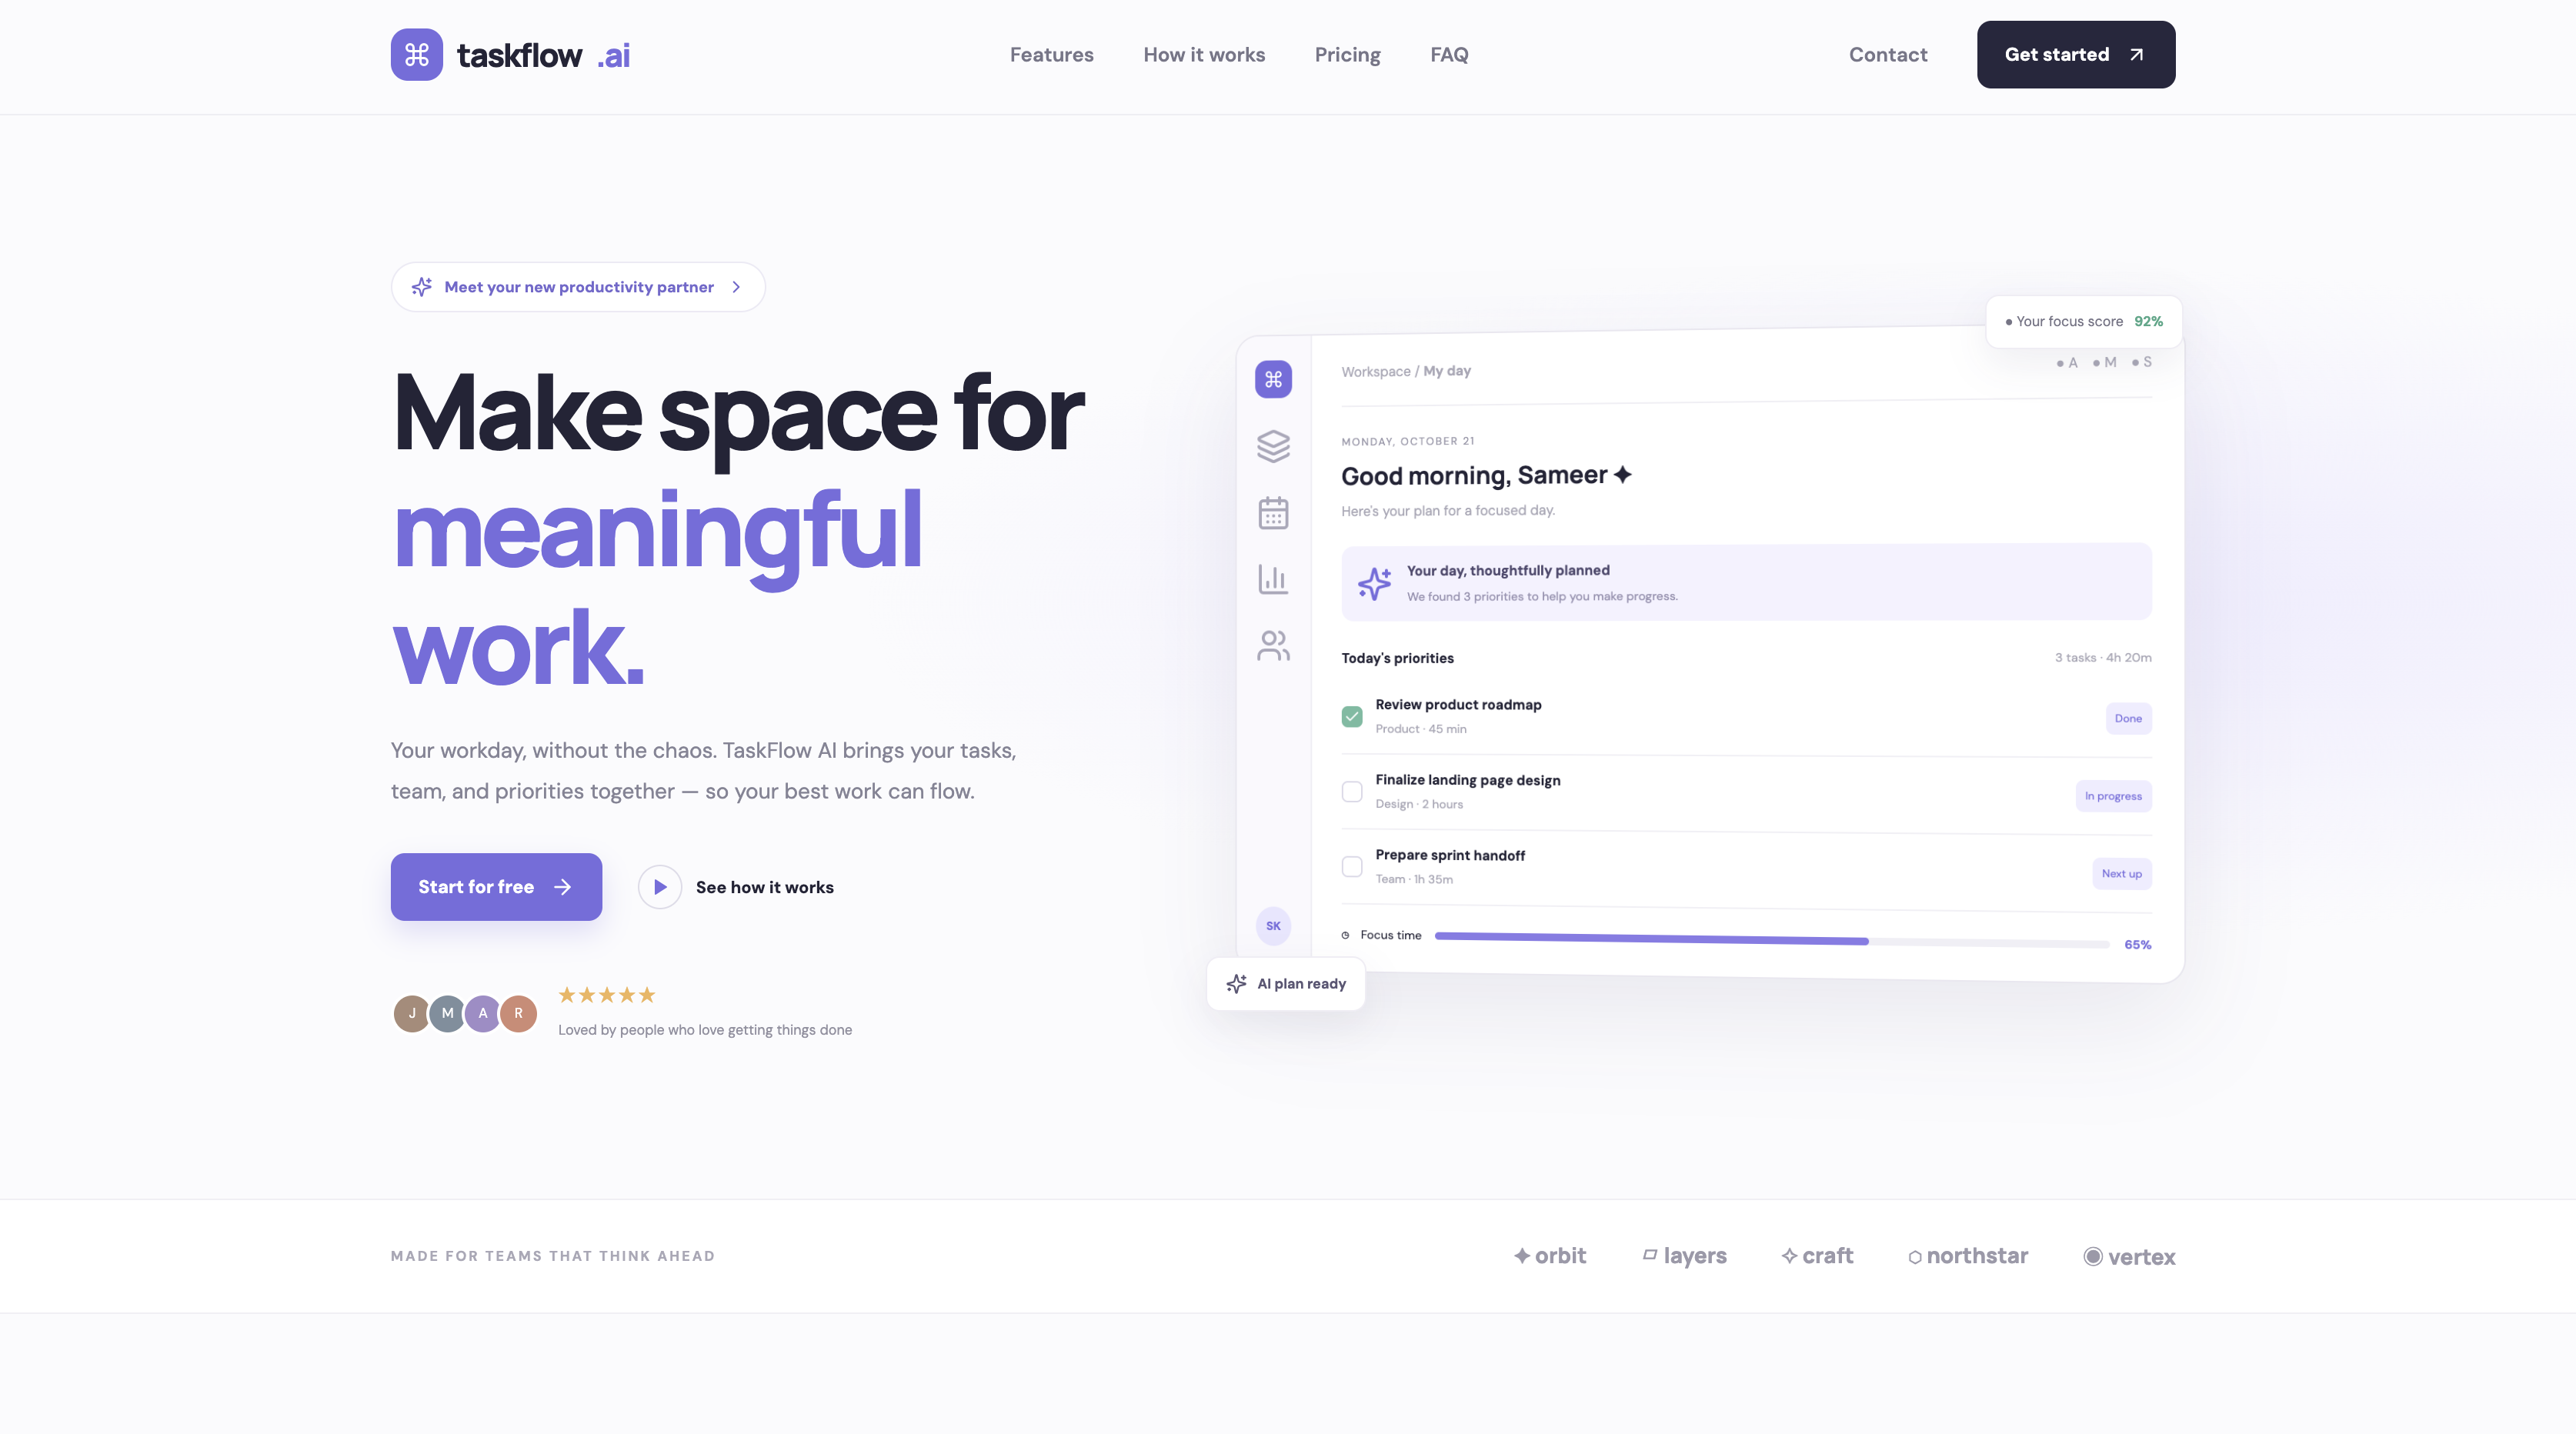 taskflow .ai
Features
How it works
Pricing
FAQ
Contact
Get started
Meet your new productivity partner
Make space for
meaningful
work.
Your workday, without the chaos. TaskFlow AI brings your tasks,
team, and priorities together — so your best work can flow.
Start for free
See how it works
J M A R
★★★★★
Loved by people who love getting things done
● Your focus score 92%
Workspace / My day
● A ● M ● S
MONDAY, OCTOBER 21
Good morning, Sameer ✦
Here's your plan for a focused day.
Your day, thoughtfully planned
We found 3 priorities to help you make progress.
Today's priorities
3 tasks · 4h 20m
Review product roadmap
Product · 45 min
Done
Finalize landing page design
Design · 2 hours
In progress
Prepare sprint handoff
Team · 1h 35m
Next up
SK
Focus time
65%
AI plan ready
MADE FOR TEAMS THAT THINK AHEAD
✦ orbit
layers
craft
northstar
vertex